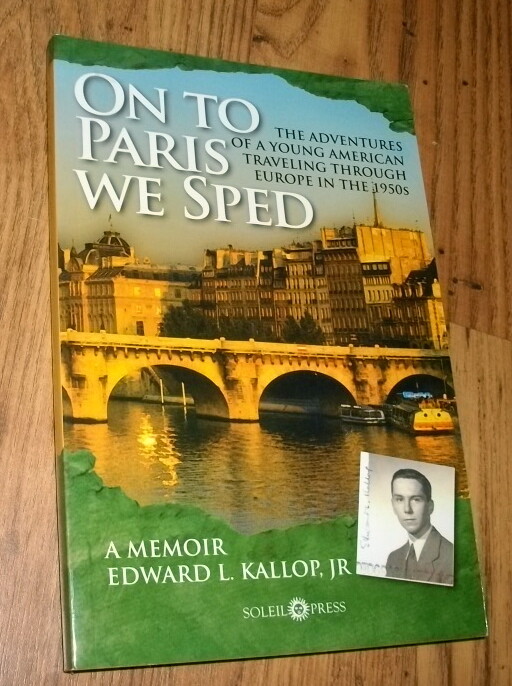 ON TO
PARIS
WE SPED
THE ADVENTURES
OF A YOUNG AMERICAN
TRAVELING THROUGH
EUROPE IN THE 1950s
A MEMOIR
EDWARD L. KALLOP, JR
SOLEIL PRESS